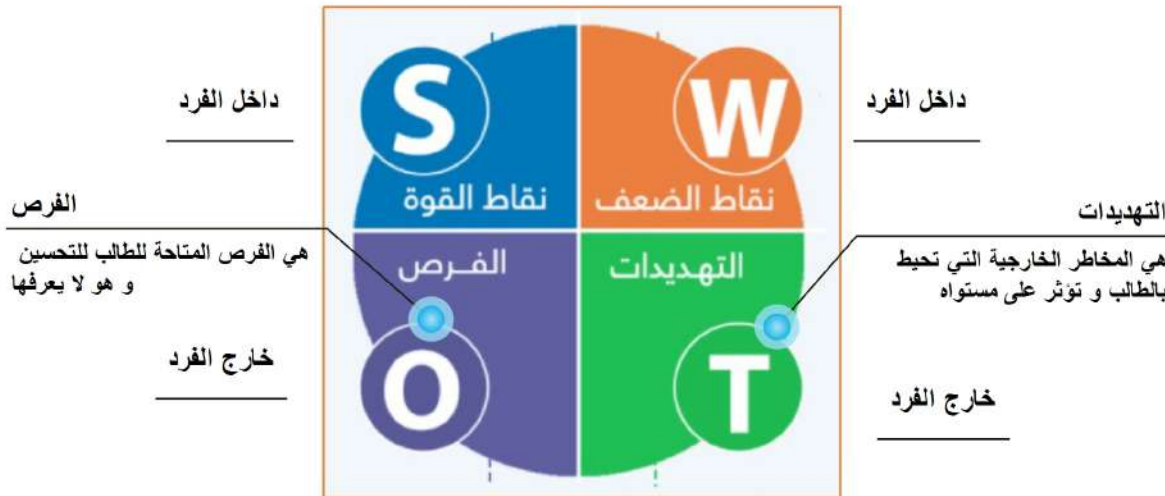 S
W
داخل الفرد
داخل الفرد
نقاط القوة
نقاط الضعف
الفرص
هي الفرص المتاحة للطالب للتحسين
و هو لا يعرفها
التهديدات
هي المخاطر الخارجية التي تحيط
بالطالب و تؤثر على مستواه
الفـرص
التهديدات
خارج الفرد
خارج الفرد
O
T